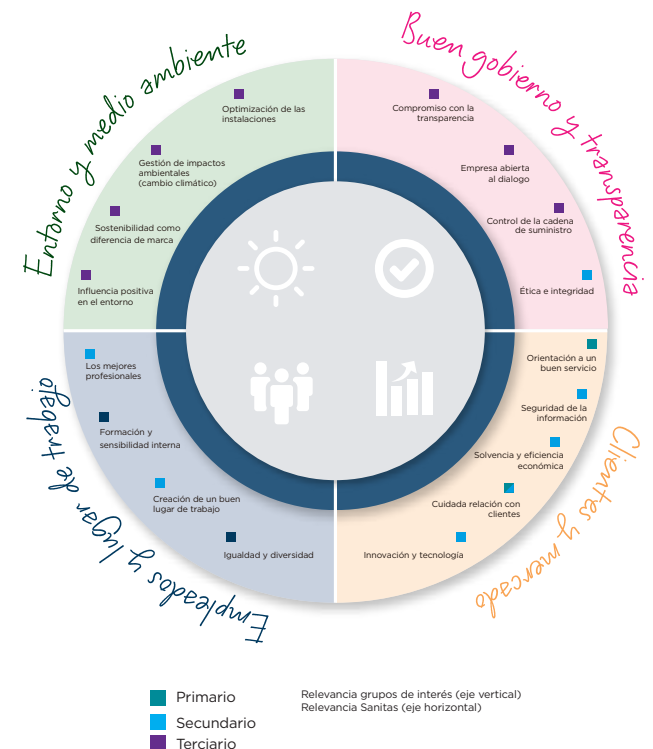 Entorno y medio ambiente
Optimización de las
instalaciones
Gestión de impactos
ambientales
(cambio climático)
Sostenibilidad como
diferencia de marca
Influencia positiva
en el entorno
Buen gobierno y transparencia
Compromiso con la
transparencia
Empresa abierta
al dialogo
Control de la cadena
de suministro
Ética e integridad
Los mejores
profesionales
Formación y
sensibilidad interna
Creación de un buen
lugar de trabajo
Igualdad y diversidad
Empleados y lugar de trabajo
Orientación a un
buen servicio
Seguridad de la
información
Solvencia y eficiencia
económica
Cuidada relación con
clientes
Innovación y tecnología
Clientes y mercado
Primario
Secundario
Terciario
Relevancia grupos de interés (eje vertical)
Relevancia Sanitas (eje horizontal)